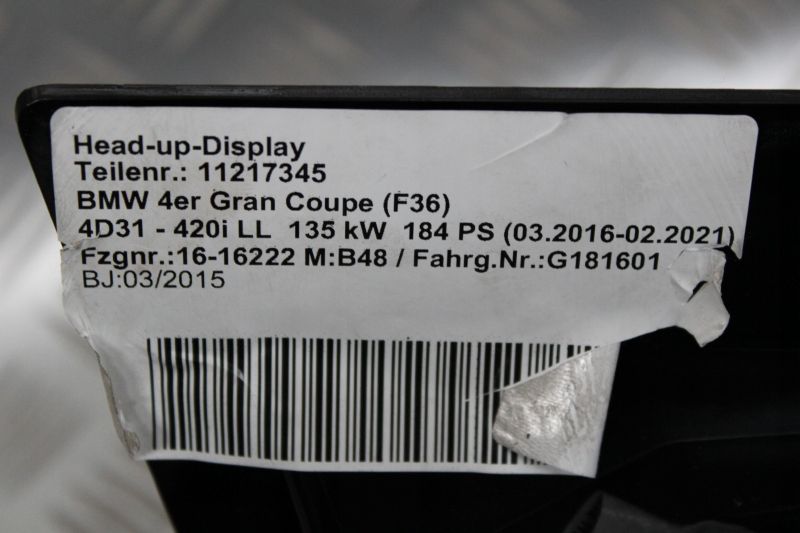 Head-up-Display
Teilenr.: 11217345
BMW 4er Gran Coupe (F36)
4D31 - 420i LL 135 kW 184 PS (03.2016-02.2021)
Fzgnr.:16-16222 M:B48 / Fahrg.Nr.:G181601
BJ:03/2015